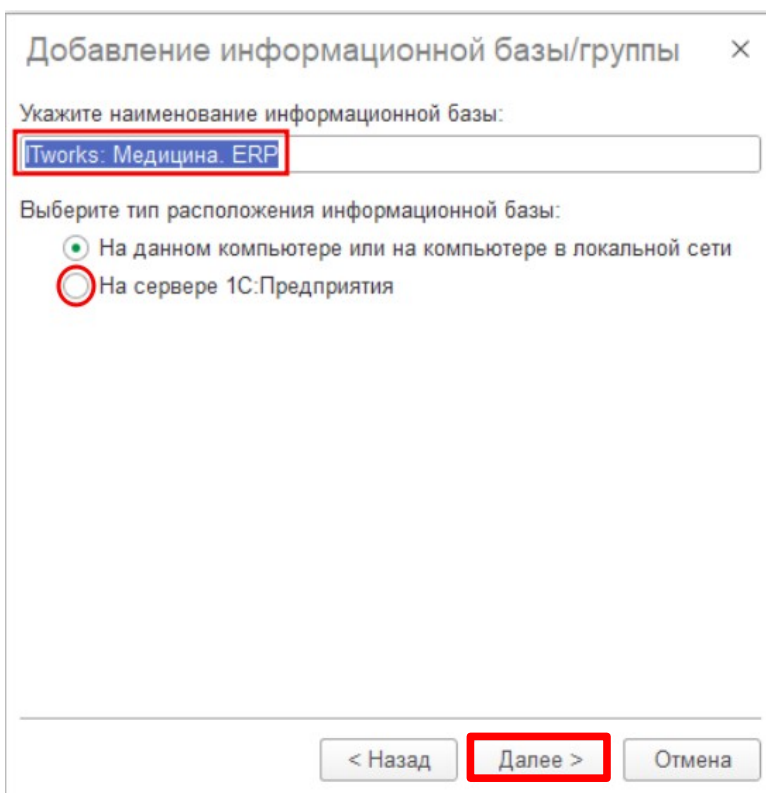 Добавление информационной базы/группы
Укажите наименование информационной базы:
ITworks: Медицина. ERP
Выберите тип расположения информационной базы:
На данном компьютере или на компьютере в локальной сети
На сервере 1С:Предприятия
< Назад
Далее >
Отмена